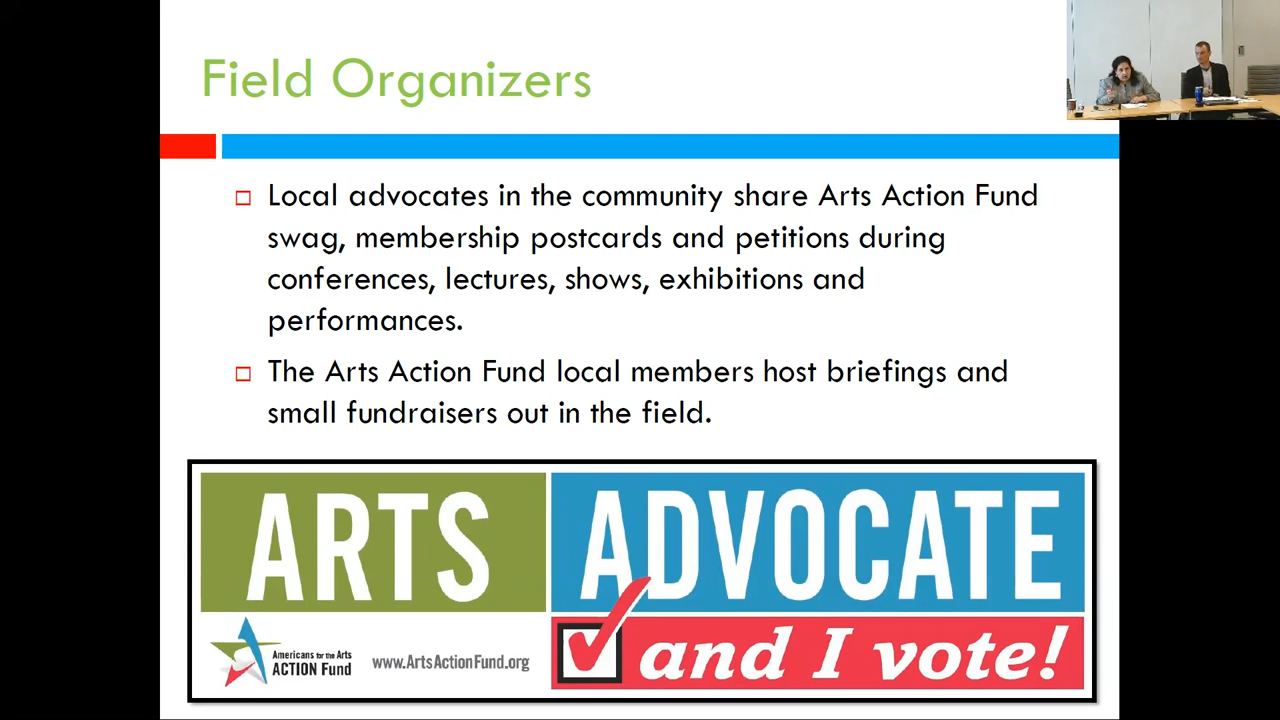 Field Organizers
Local advocates in the community share Arts Action Fund
swag, membership postcards and petitions during
conferences, lectures, shows, exhibitions and
performances.
The Arts Action Fund local members host briefings and
small fundraisers out in the field.
ARTS ADVOCATE
and I vote!
Americans for the Arts
ACTION Fund
www.ArtsActionFund.org